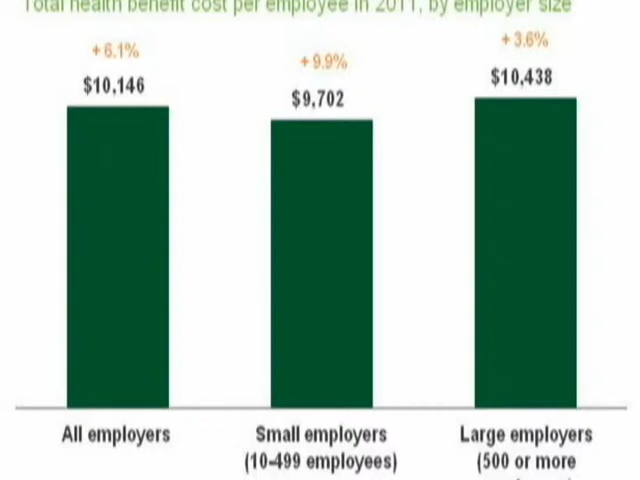 Total health benefit cost per employee in 2011, by employer size
+6.1%
$10,146
+9.9%
$9,702
+3.6%
$10,438
All employers
Small employers
(10-499 employees)
Large employers
(500 or more